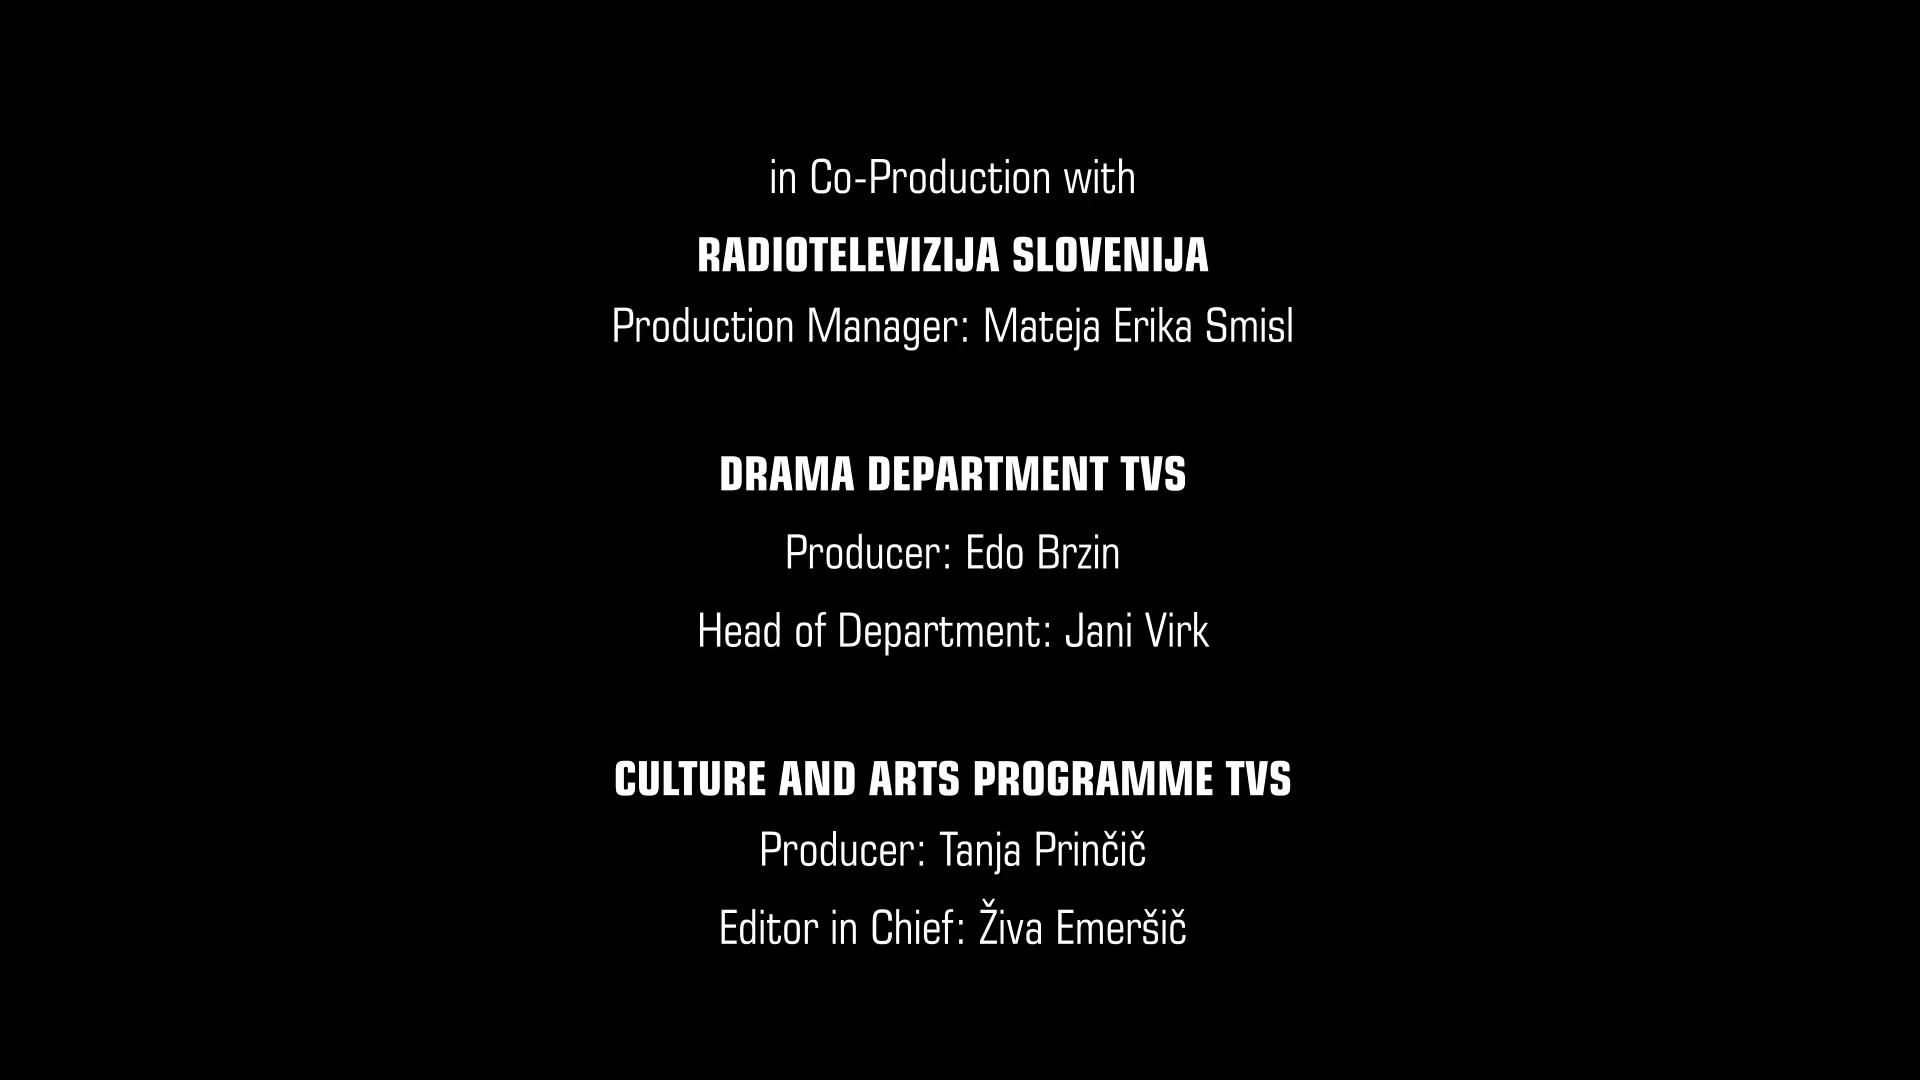 in Co-Production with
RADIOTELEVIZIJA SLOVENIJA
Production Manager: Mateja Erika Smisl
DRAMA DEPARTMENT TVS
Producer: Edo Brzin
Head of Department: Jani Virk
CULTURE AND ARTS PROGRAMME TVS
Producer: Tanja Prinčič
Editor in Chief: Živa Emeršič